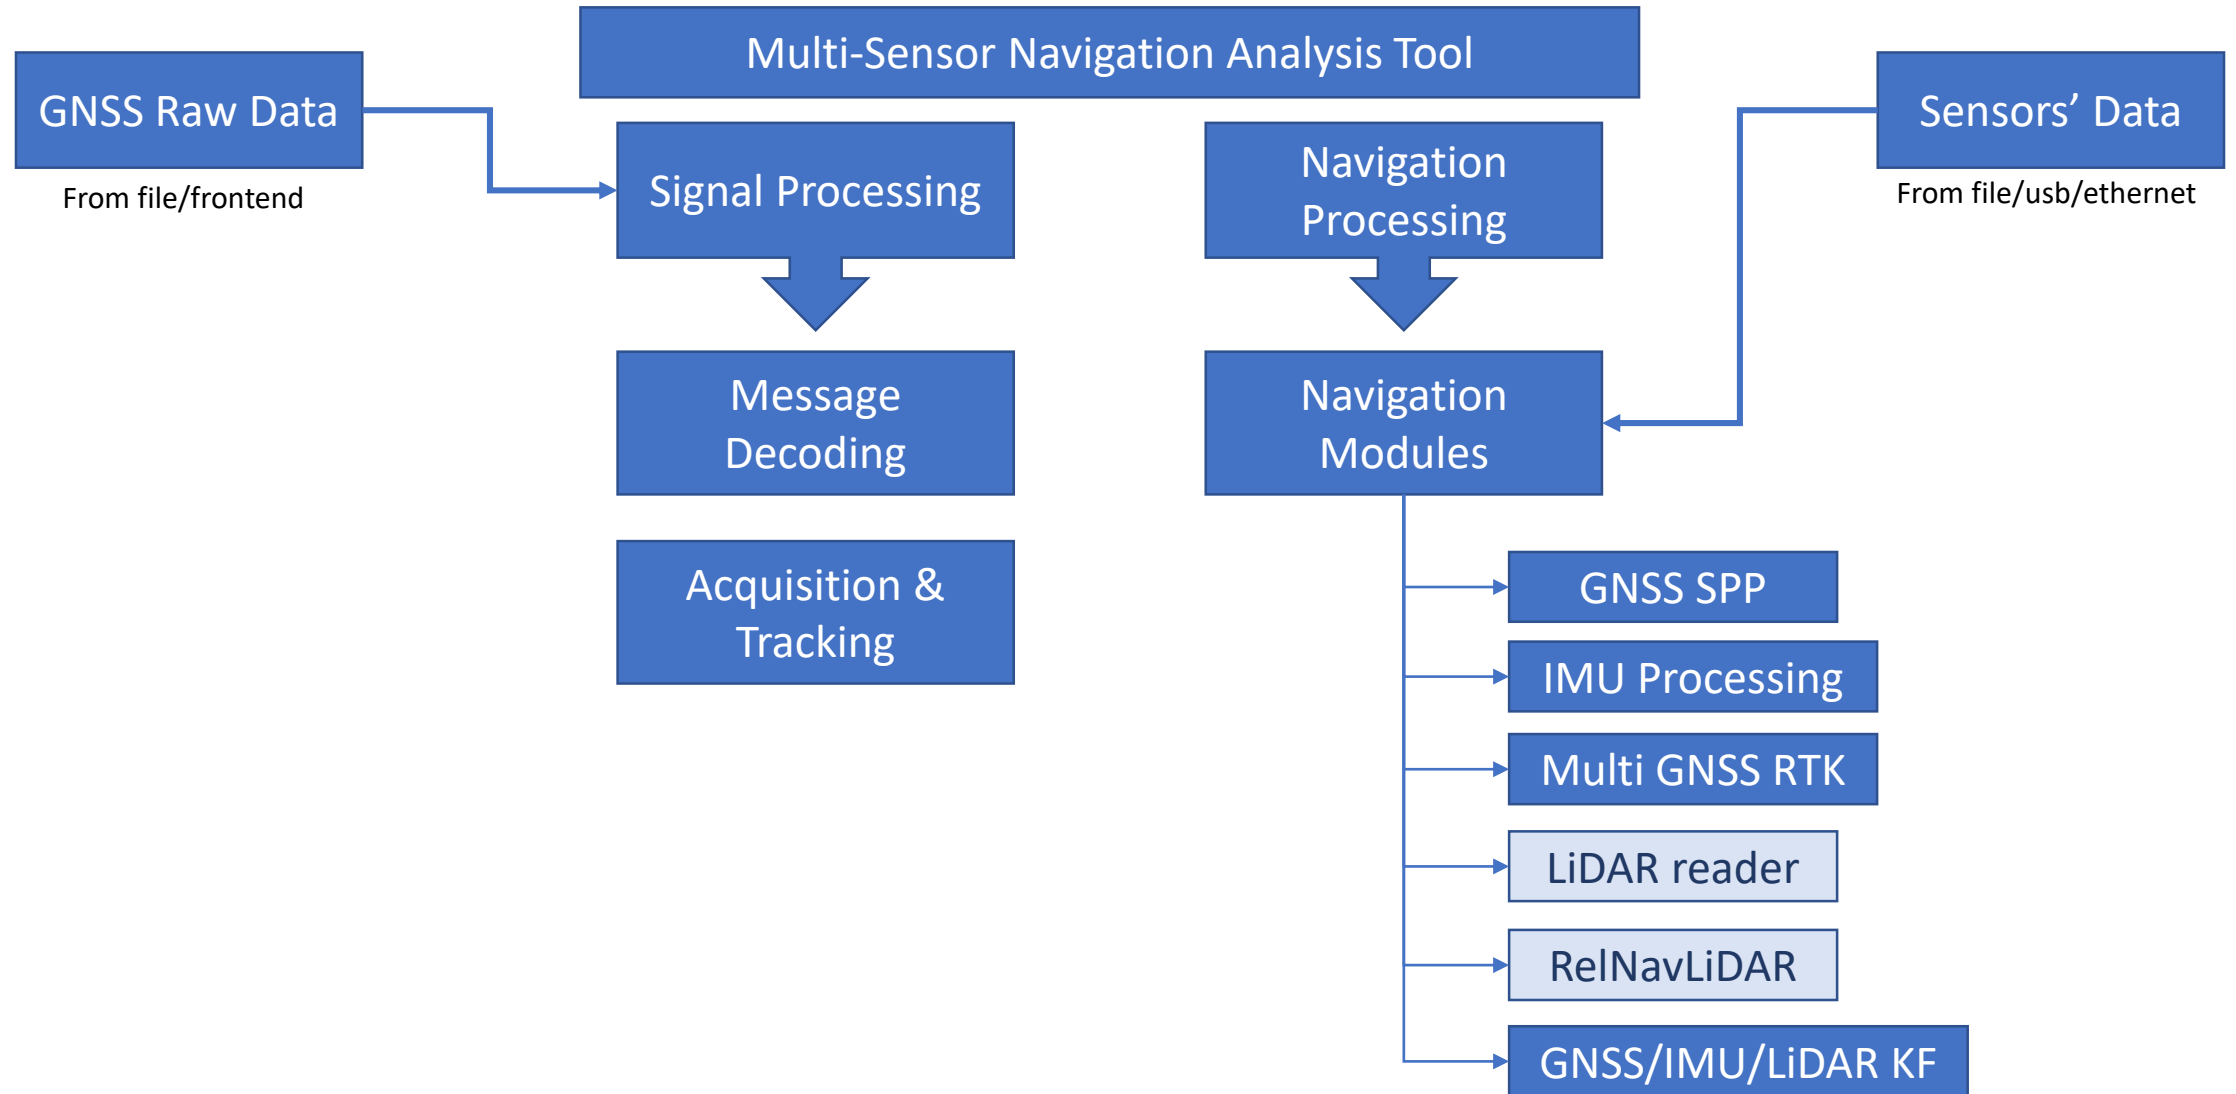 Multi-Sensor Navigation Analysis Tool
GNSS Raw Data
From file/frontend
Signal Processing
Message
Decoding
Acquisition &
Tracking
Navigation
Processing
Navigation
Modules
Sensors’ Data
From file/usb/ethernet
GNSS SPP
IMU Processing
Multi GNSS RTK
LiDAR reader
RelNavLiDAR
GNSS/IMU/LiDAR KF